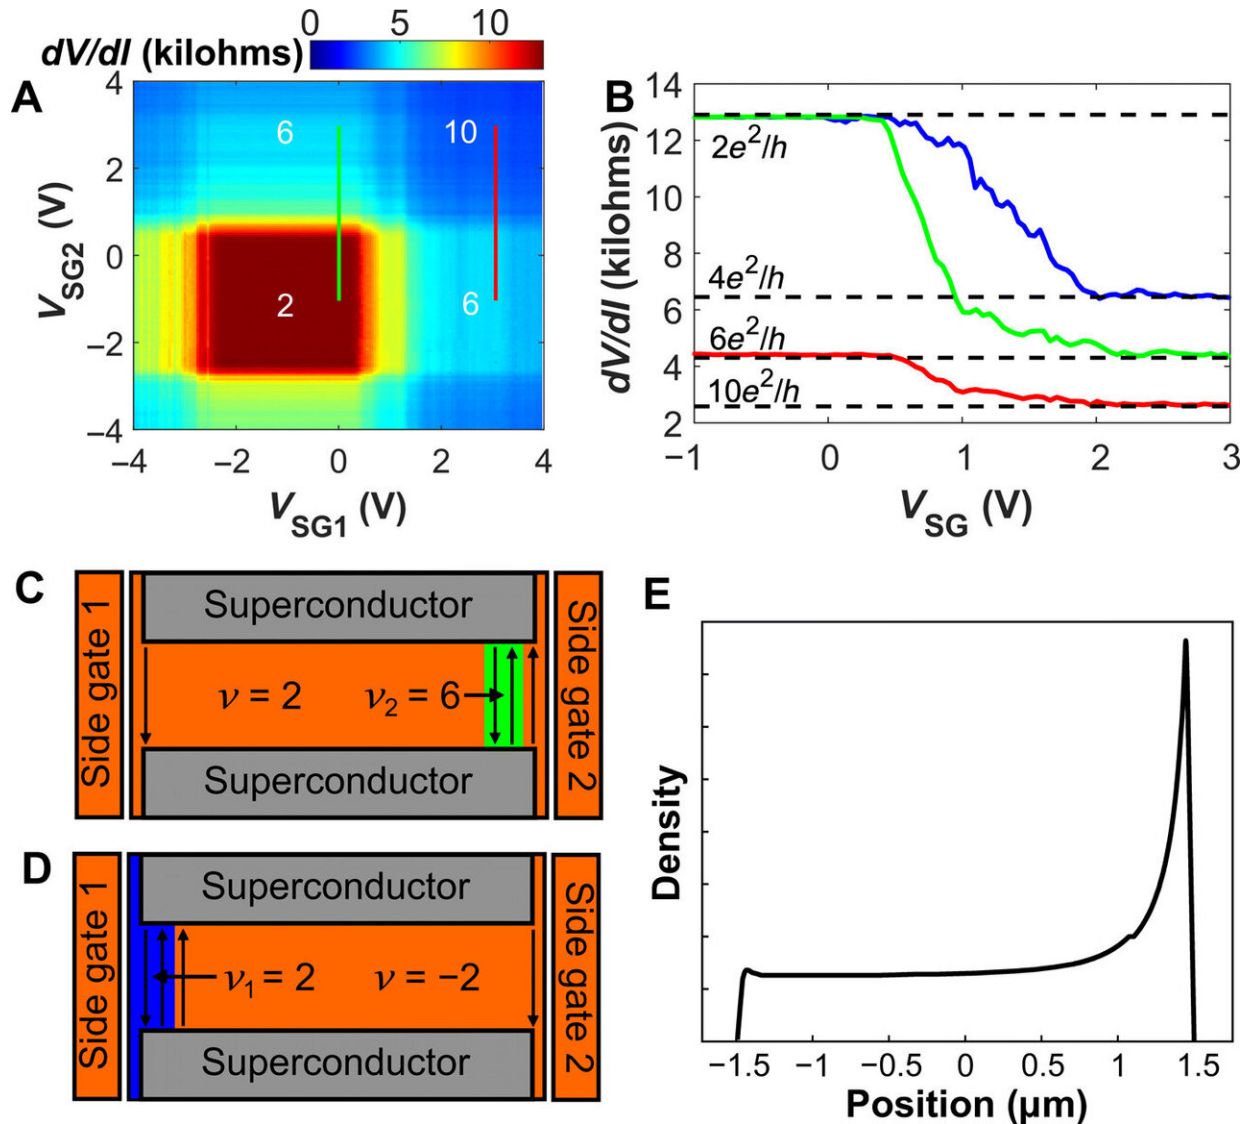 0 5 10
dV/dI (kilohms)
A
4
2
0
−2
−4
V_SG2 (V)
6
10
2
6
−4 −2 0 2 4
V_SG1 (V)
B
14
12
10
8
6
4
2
dV/dI (kilohms)
2e²/h
4e²/h
6e²/h
10e²/h
−1 0 1 2 3
V_SG (V)
C
Side gate 1
Superconductor
ν = 2 ν₂ = 6
Superconductor
Side gate 2
D
Side gate 1
Superconductor
ν₁ = 2 ν = −2
Superconductor
Side gate 2
E
Density
−1.5 −1 −0.5 0 0.5 1 1.5
Position (μm)